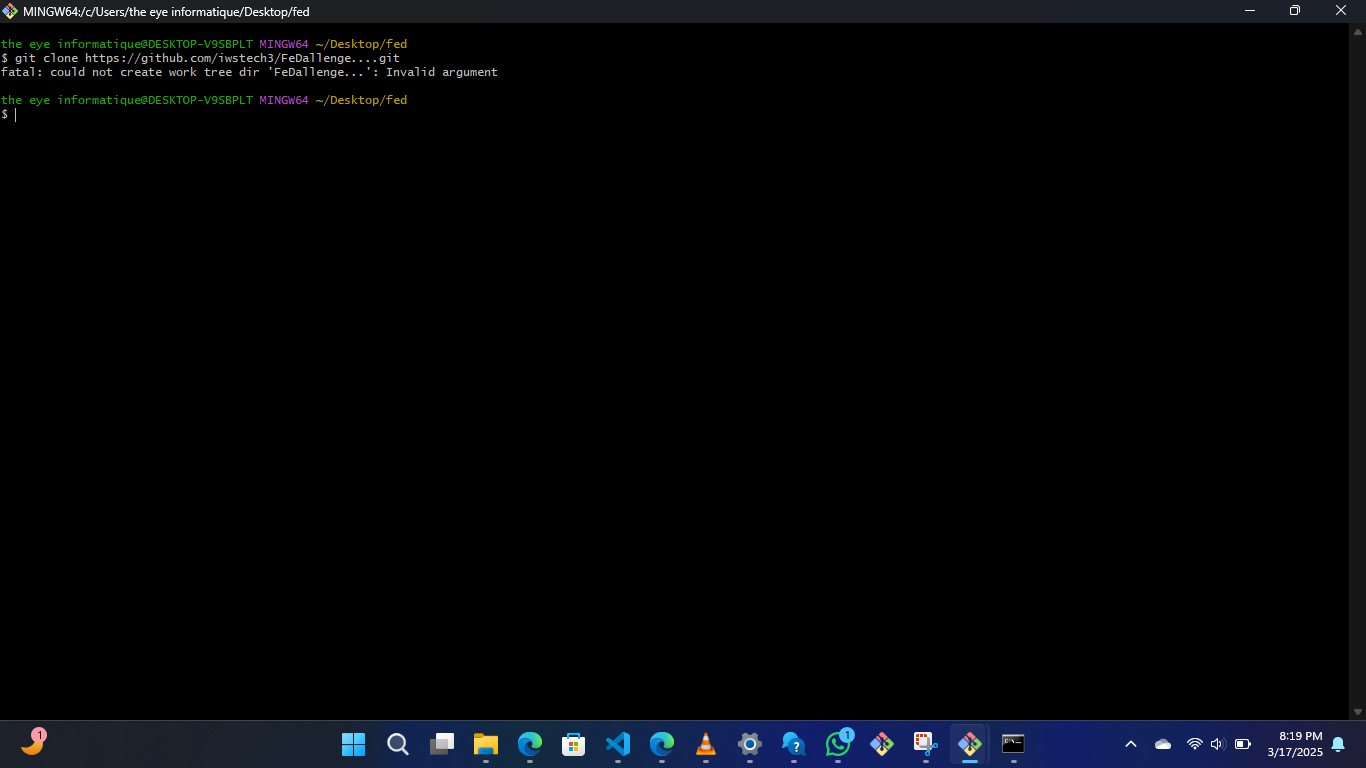 MINGW64:/c/Users/the eye informatique/Desktop/fed
the eye informatique@DESKTOP-V9SBPLT MINGW64 ~/Desktop/fed
$ git clone https://github.com/iwstech3/FeDallenge....git
fatal: could not create work tree dir 'FeDallenge...': Invalid argument
the eye informatique@DESKTOP-V9SBPLT MINGW64 ~/Desktop/fed
$
1
1
8:19 PM
3/17/2025